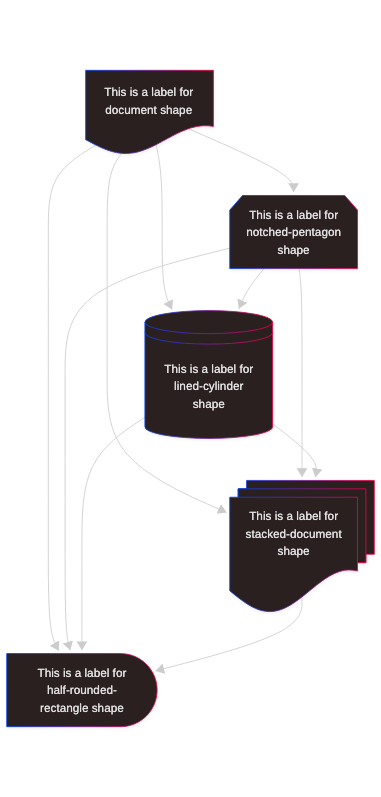 This is a label for
document shape
This is a label for
notched-pentagon
shape
This is a label for
lined-cylinder
shape
This is a label for
stacked-document
shape
This is a label for
half-rounded-
rectangle shape